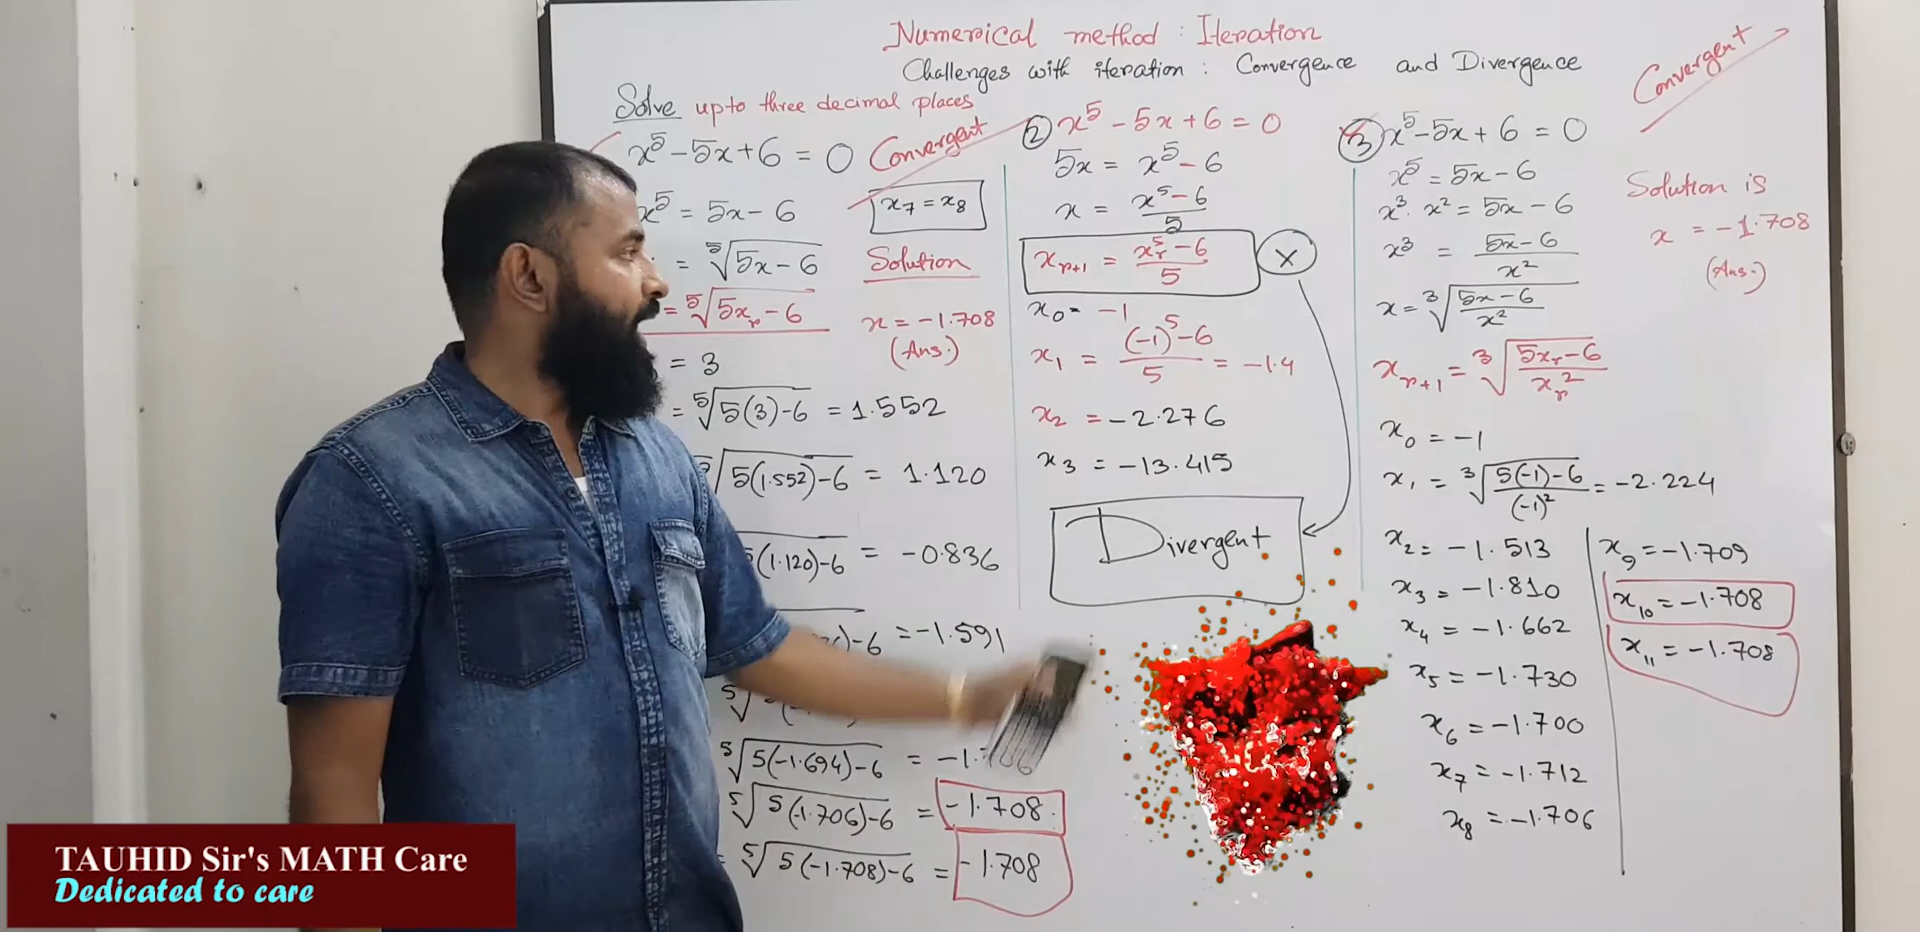 Numerical method : Iteration
Challenges with iteration : Convergence and Divergence
Solve upto three decimal places
x⁵ - 5x + 6 = 0 Convergent
x⁵ = 5x - 6
x₇ = x₈
= ⁵√(5x - 6)
Solution
= ⁵√(5xᵣ - 6)
x = -1.708
(Ans.)
= 3
= ⁵√(5(3)-6) = 1.552
√(5(1.552)-6) = 1.120
(1.120)-6 = -0.836
)-6 = -1.591
⁵√
⁵√(5(-1.694)-6) = -1.706
⁵√(5(-1.706)-6) = -1.708
= ⁵√(5(-1.708)-6) = -1.708
② x⁵ - 5x + 6 = 0
5x = x⁵ - 6
x = (x⁵ - 6)/5
xᵣ₊₁ = (xᵣ⁵ - 6)/5 ×
x₀ = -1
x₁ = ((-1)⁵ - 6)/5 = -1.4
x₂ = -2.276
x₃ = -13.415
Divergent
③ x⁵ - 5x + 6 = 0
x⁵ = 5x - 6
x³. x² = 5x - 6
x³ = (5x - 6)/x²
x = ³√((5x - 6)/x²)
xᵣ₊₁ = ³√((5xᵣ - 6)/xᵣ²)
x₀ = -1
x₁ = ³√((5(-1)-6)/(-1)²) = -2.224
x₂ = -1.513
x₃ = -1.810
x₄ = -1.662
x₅ = -1.730
x₆ = -1.700
x₇ = -1.712
x₈ = -1.706
x₉ = -1.709
x₁₀ = -1.708
x₁₁ = -1.708
Convergent
Solution is
x = -1.708
(Ans.)
TAUHID Sir's MATH Care
Dedicated to care